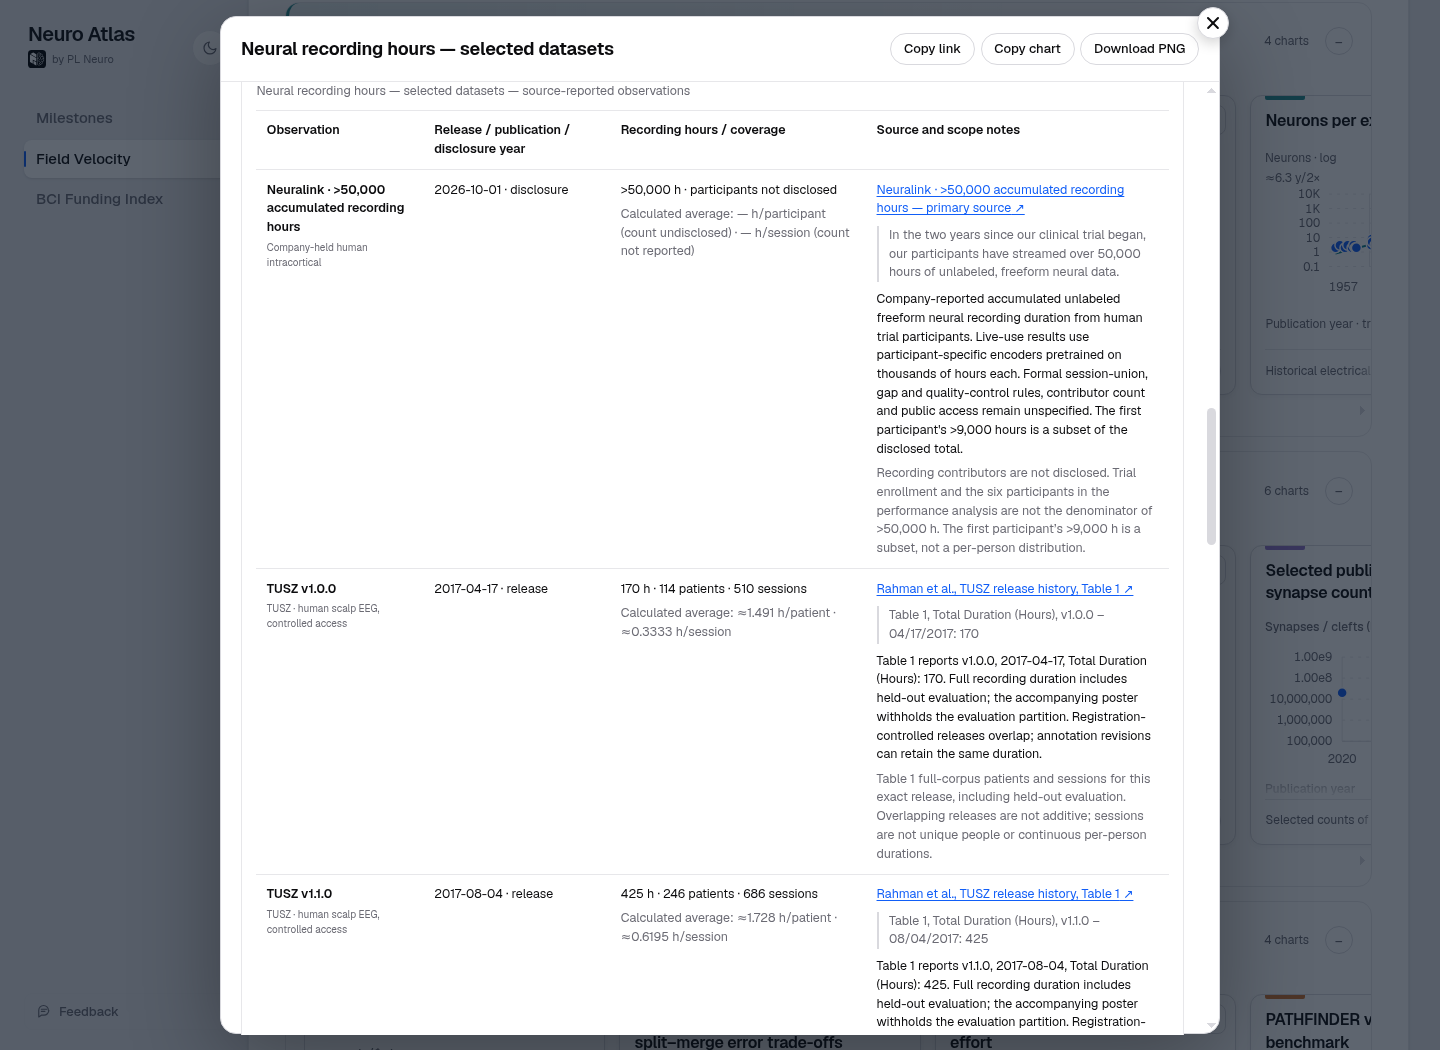 Neuro Atlas
by PL Neuro
Milestones
Field Velocity
BCI Funding Index
Feedback
Neural recording hours — selected datasets
Copy link
Copy chart
Download PNG
Neural recording hours — selected datasets — source-reported observations
Observation
Release / publication /
disclosure year
Recording hours / coverage
Source and scope notes
Neuralink · >50,000
accumulated recording
hours
Company-held human
intracortical
2026-10-01 · disclosure
>50,000 h · participants not disclosed
Calculated average: — h/participant
(count undisclosed) · — h/session (count
not reported)
Neuralink · >50,000 accumulated recording
hours — primary source ↗
In the two years since our clinical trial began,
our participants have streamed over 50,000
hours of unlabeled, freeform neural data.
Company-reported accumulated unlabeled
freeform neural recording duration from human
trial participants. Live-use results use
participant-specific encoders pretrained on
thousands of hours each. Formal session-union,
gap and quality-control rules, contributor count
and public access remain unspecified. The first
participant's >9,000 hours is a subset of the
disclosed total.
Recording contributors are not disclosed. Trial
enrollment and the six participants in the
performance analysis are not the denominator of
>50,000 h. The first participant's >9,000 h is a
subset, not a per-person distribution.
TUSZ v1.0.0
TUSZ · human scalp EEG,
controlled access
2017-04-17 · release
170 h · 114 patients · 510 sessions
Calculated average: ≈1.491 h/patient ·
≈0.3333 h/session
Rahman et al., TUSZ release history, Table 1 ↗
Table 1, Total Duration (Hours), v1.0.0 –
04/17/2017: 170
Table 1 reports v1.0.0, 2017-04-17, Total Duration
(Hours): 170. Full recording duration includes
held-out evaluation; the accompanying poster
withholds the evaluation partition. Registration-
controlled releases overlap; annotation revisions
can retain the same duration.
Table 1 full-corpus patients and sessions for this
exact release, including held-out evaluation.
Overlapping releases are not additive; sessions
are not unique people or continuous per-person
durations.
TUSZ v1.1.0
TUSZ · human scalp EEG,
controlled access
2017-08-04 · release
425 h · 246 patients · 686 sessions
Calculated average: ≈1.728 h/patient ·
≈0.6195 h/session
Rahman et al., TUSZ release history, Table 1 ↗
Table 1, Total Duration (Hours), v1.1.0 –
08/04/2017: 425
Table 1 reports v1.1.0, 2017-08-04, Total Duration
(Hours): 425. Full recording duration includes
held-out evaluation; the accompanying poster
withholds the evaluation partition. Registration-
4 charts
Neurons per e
Neurons · log
≈6.3 y/2×
10K
1K
100
10
1
0.1
1957
Publication year · tr
Historical electrical
6 charts
Selected publi
synapse count
Synapses / clefts (
1.00e9
1.00e8
10,000,000
1,000,000
100,000
2020
Publication year
Selected counts of
4 charts
PATHFINDER v
benchmark
split–merge error trade-offs
effort